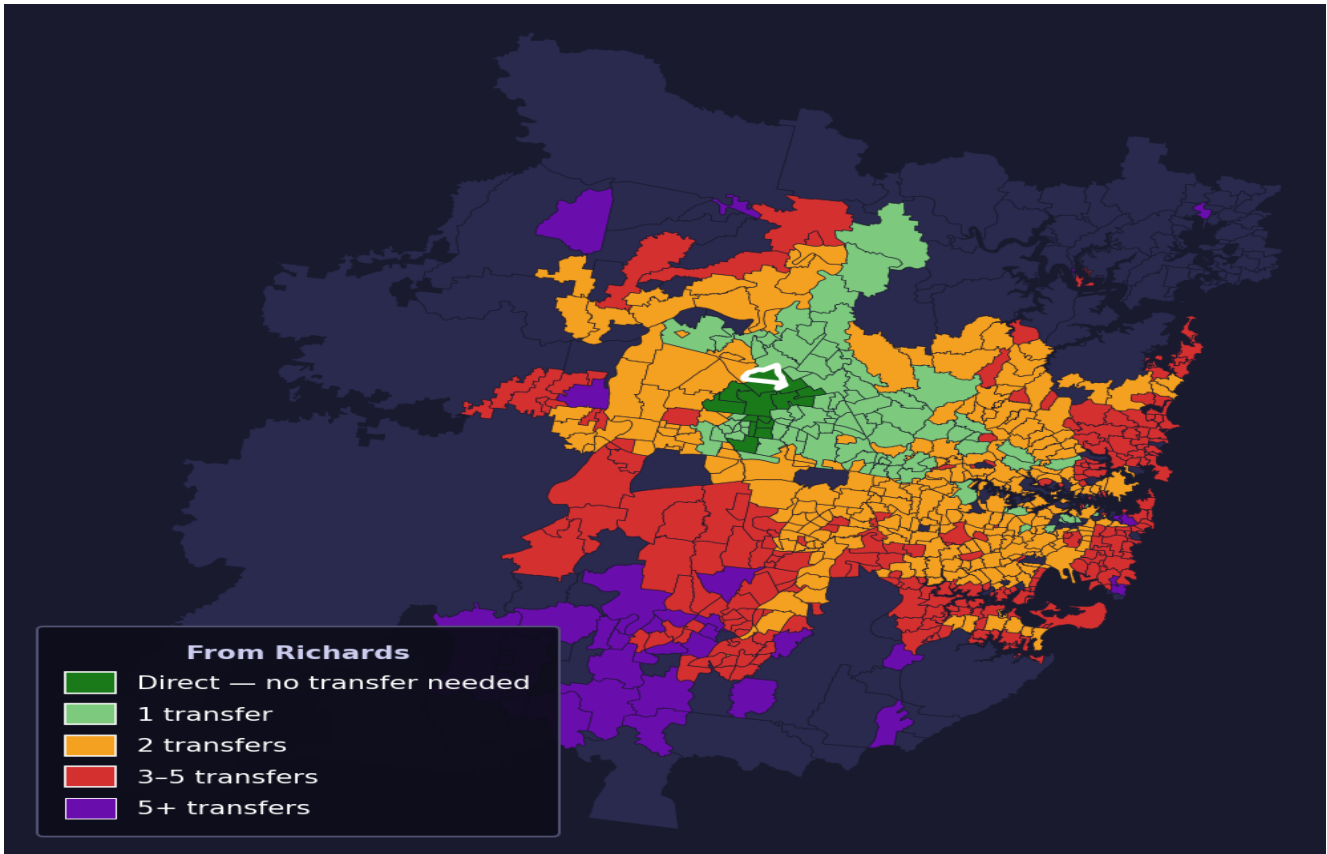 From Richards
Direct — no transfer needed
1 transfer
2 transfers
3–5 transfers
5+ transfers